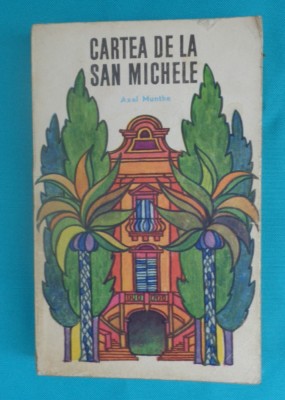 CARTEA DE LA
SAN MICHELE
Axel Munthe